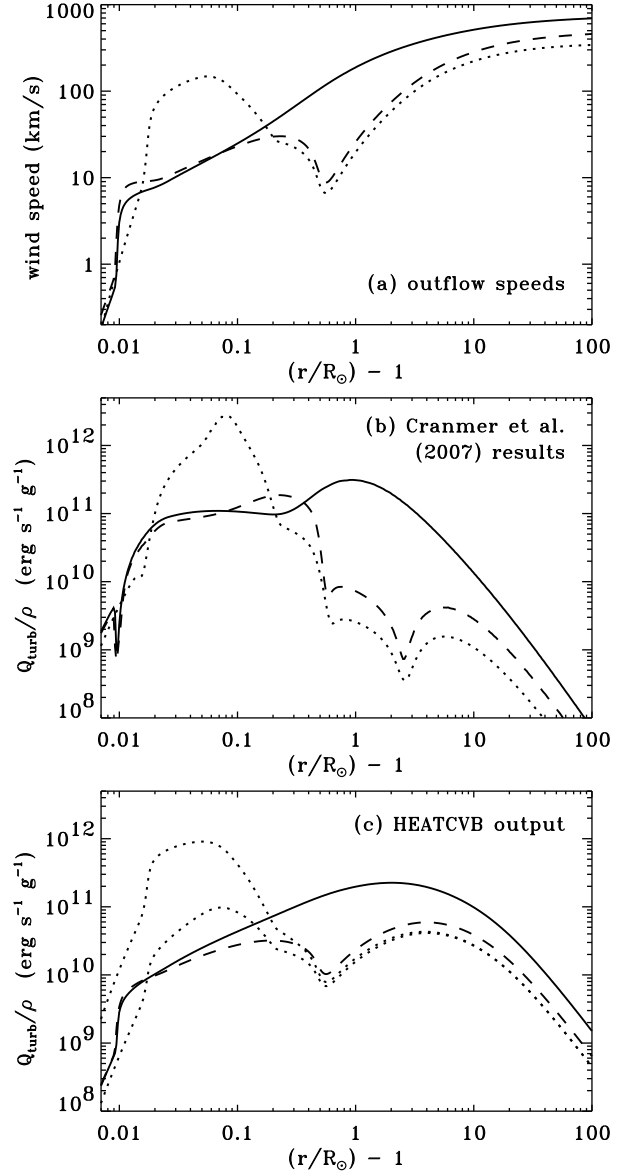 1000
100
10
1
wind speed (km/s)
(a) outflow speeds
0.01 0.1 1 10 100
(r/R⊙) − 1
10¹²
10¹¹
10¹⁰
10⁹
10⁸
Qturb/ρ (erg s⁻¹ g⁻¹)
(b) Cranmer et al.
(2007) results
0.01 0.1 1 10 100
(r/R⊙) − 1
10¹²
10¹¹
10¹⁰
10⁹
10⁸
Qturb/ρ (erg s⁻¹ g⁻¹)
(c) HEATCVB output
0.01 0.1 1 10 100
(r/R⊙) − 1